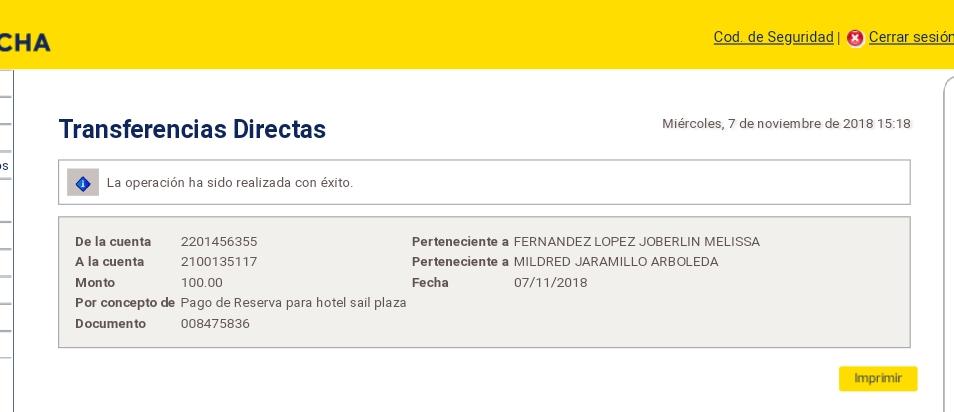 CHA
Cod. de Seguridad | Cerrar sesión
Transferencias Directas
Miércoles, 7 de noviembre de 2018 15:18
os
La operación ha sido realizada con éxito.
De la cuenta 2201456355 Perteneciente a FERNANDEZ LOPEZ JOBERLIN MELISSA
A la cuenta 2100135117 Perteneciente a MILDRED JARAMILLO ARBOLEDA
Monto 100.00 Fecha 07/11/2018
Por concepto de Pago de Reserva para hotel sail plaza
Documento 008475836
Imprimir